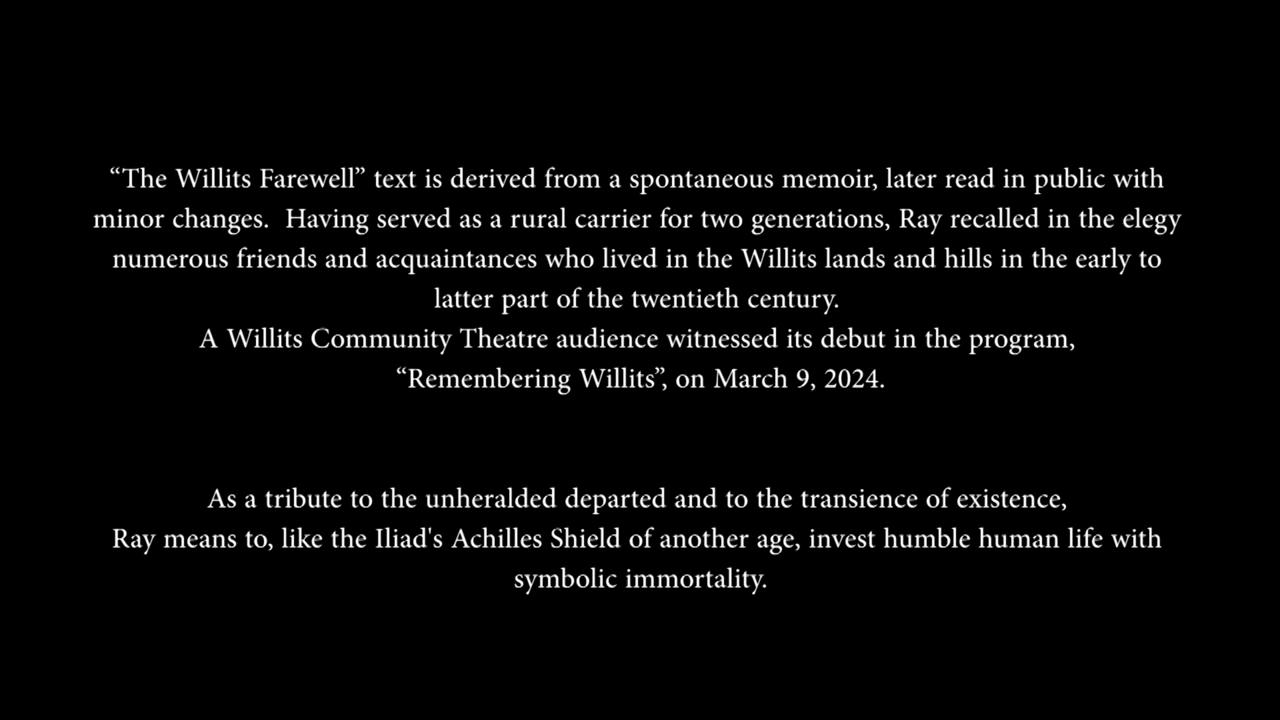 “The Willits Farewell” text is derived from a spontaneous memoir, later read in public with
minor changes.  Having served as a rural carrier for two generations, Ray recalled in the elegy
numerous friends and acquaintances who lived in the Willits lands and hills in the early to
latter part of the twentieth century.
A Willits Community Theatre audience witnessed its debut in the program,
“Remembering Willits”, on March 9, 2024.
As a tribute to the unheralded departed and to the transience of existence,
Ray means to, like the Iliad's Achilles Shield of another age, invest humble human life with
symbolic immortality.